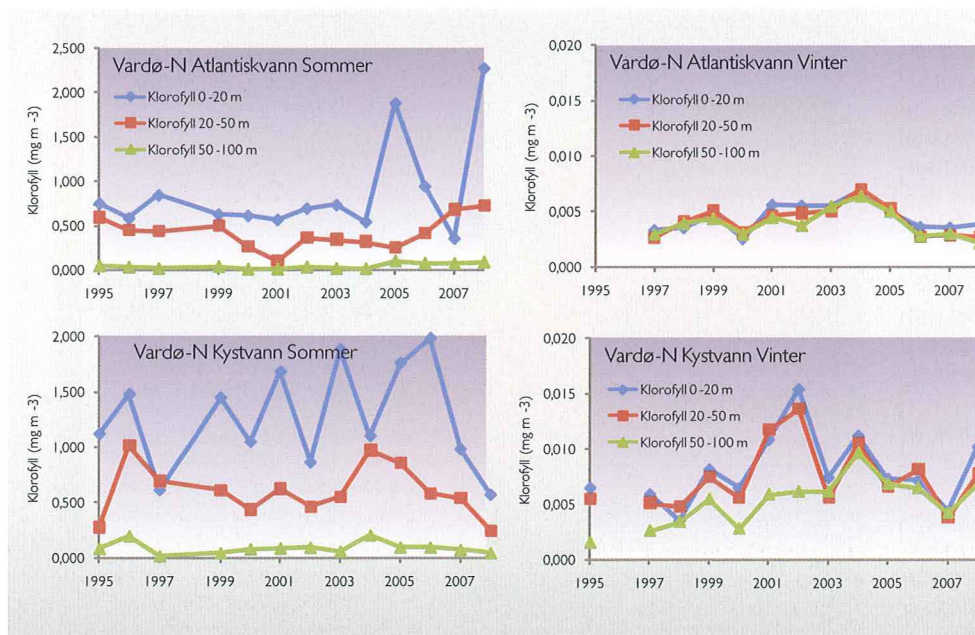 Vardø-N Atlantiskvann Sommer
Klorofyll (mg m -3)
2,500
2,000
1,500
1,000
0,500
0,000
Klorofyll 0 -20 m
Klorofyll 20 -50 m
Klorofyll 50 -100 m
1995 1997 1999 2001 2003 2005 2007
Vardø-N Atlantiskvann Vinter
Klorofyll (mg m -3)
0,020
0,015
0,010
0,005
0,000
Klorofyll 0 -20 m
Klorofyll 20 -50 m
Klorofyll 50 -100 m
1995 1997 1999 2001 2003 2005 2007
Vardø-N Kystvann Sommer
Klorofyll (mg m -3)
2,000
1,500
1,000
0,500
0,000
1995 1997 1999 2001 2003 2005 2007
Vardø-N Kystvann Vinter
Klorofyll (mg m -3)
0,020
0,015
0,010
0,005
0,000
Klorofyll 0 -20 m
Klorofyll 20 -50 m
Klorofyll 50 -100 m
1995 1997 1999 2001 2003 2005 2007